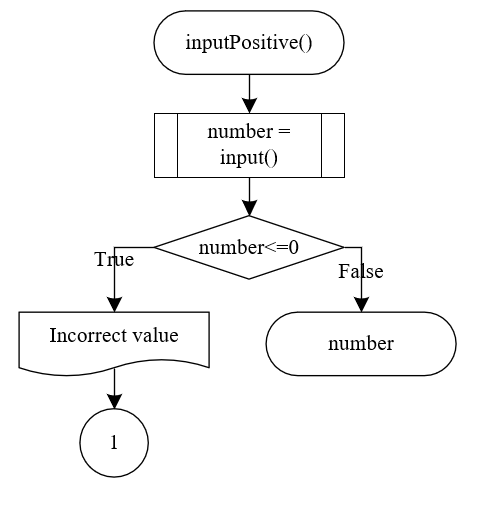 inputPositive()
number =
input()
number<=0
True
False
Incorrect value
number
1